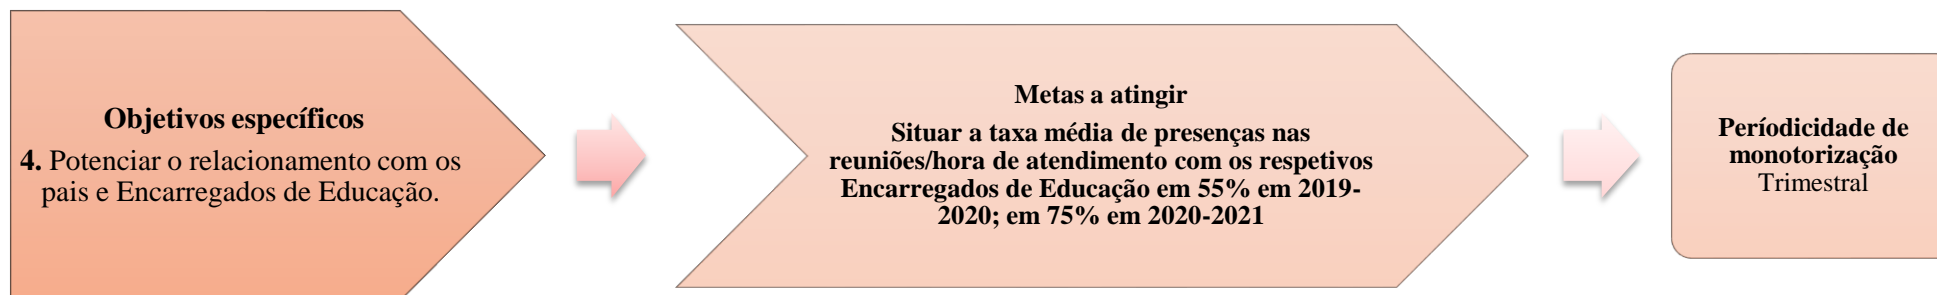 Objetivos específicos
4. Potenciar o relacionamento com os
pais e Encarregados de Educação.
Metas a atingir
Situar a taxa média de presenças nas
reuniões/hora de atendimento com os respetivos
Encarregados de Educação em 55% em 2019-
2020; em 75% em 2020-2021
Períodicidade de
monotorização
Trimestral